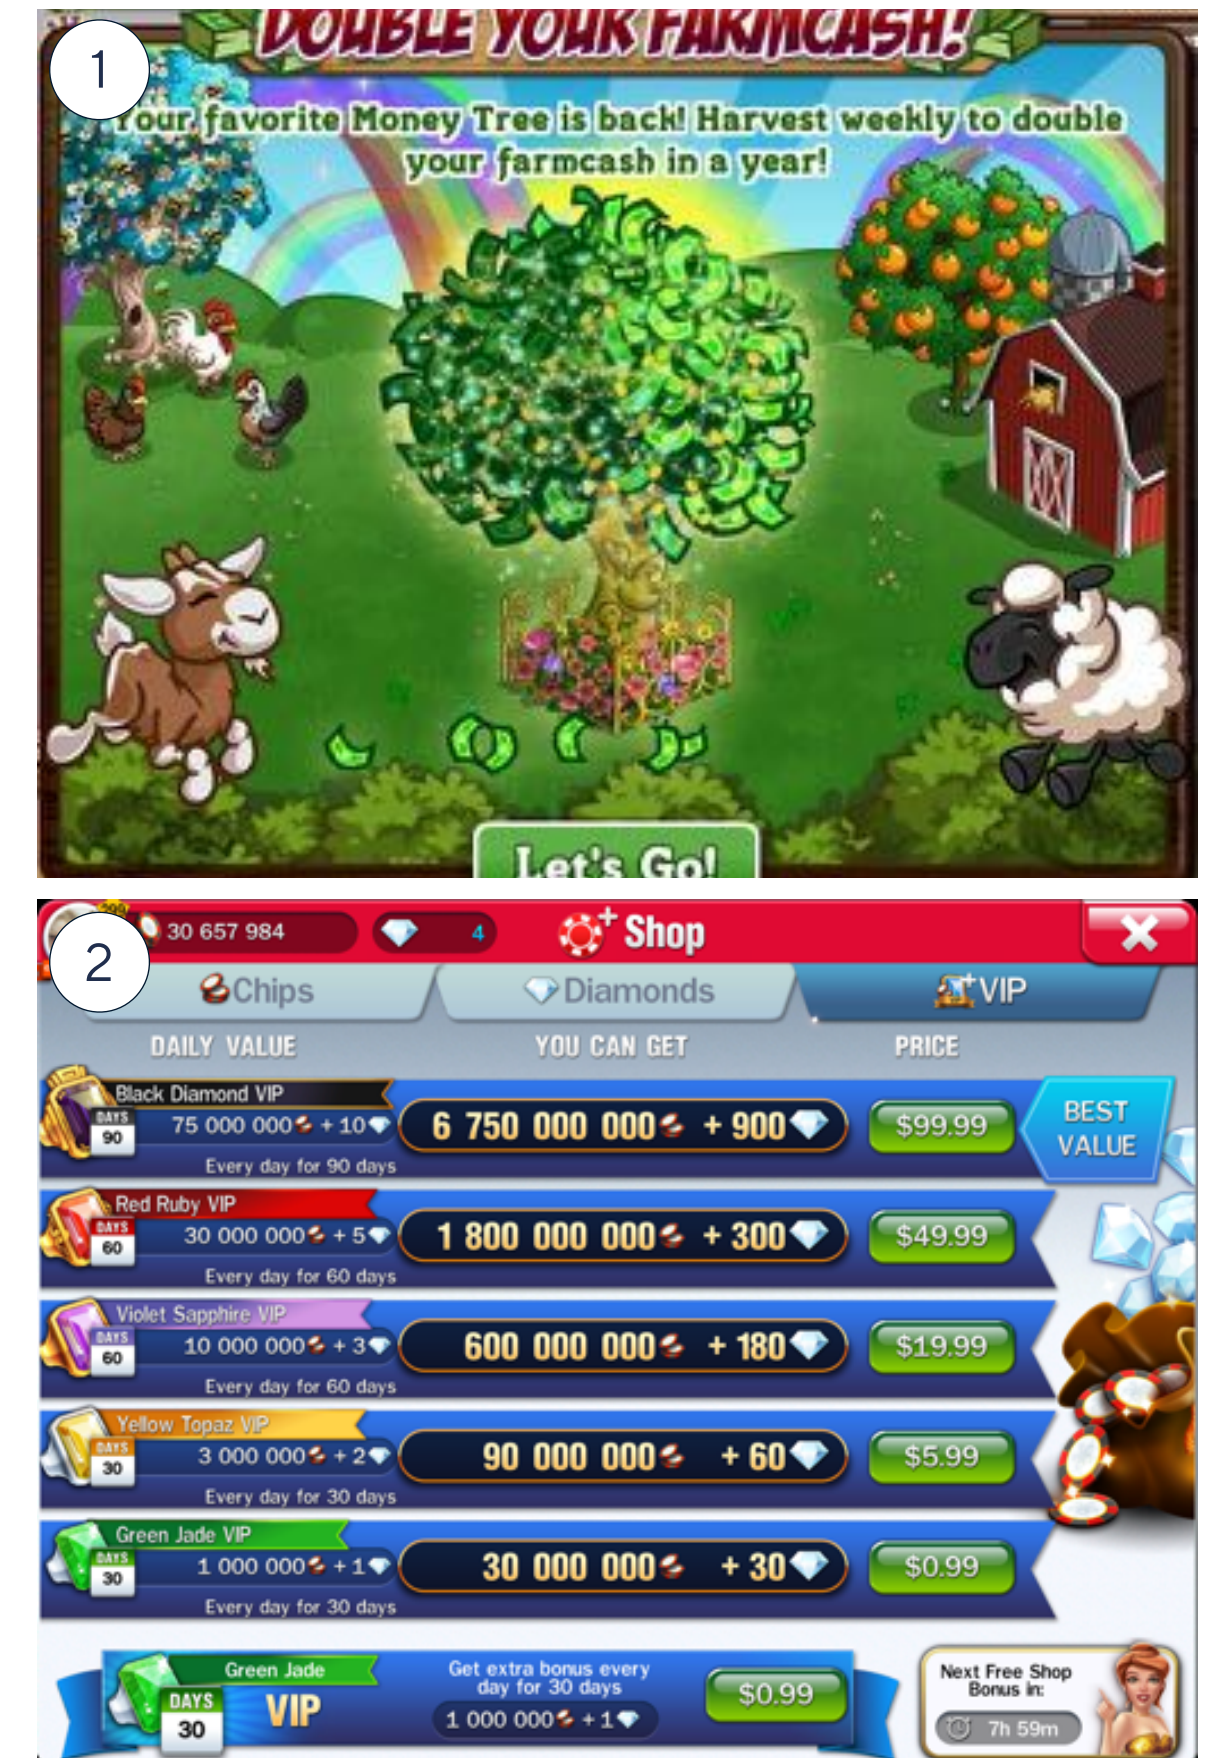 1
DOUBLE YOUR FARMCASH!
Your favorite Money Tree is back! Harvest weekly to double
your farmcash in a year!
Let's Go!
2
299
30 657 984
4
Shop
Chips
Diamonds
VIP
DAILY VALUE
YOU CAN GET
PRICE
Black Diamond VIP
DAYS
90
75 000 000 + 10
Every day for 90 days
6 750 000 000 + 900
$99.99
BEST
VALUE
Red Ruby VIP
DAYS
60
30 000 000 + 5
Every day for 60 days
1 800 000 000 + 300
$49.99
Violet Sapphire VIP
DAYS
60
10 000 000 + 3
Every day for 60 days
600 000 000 + 180
$19.99
Yellow Topaz VIP
DAYS
30
3 000 000 + 2
Every day for 30 days
90 000 000 + 60
$5.99
Green Jade VIP
DAYS
30
1 000 000 + 1
Every day for 30 days
30 000 000 + 30
$0.99
Green Jade
VIP
DAYS
30
Get extra bonus every
day for 30 days
1 000 000 + 1
$0.99
Next Free Shop
Bonus in:
7h 59m